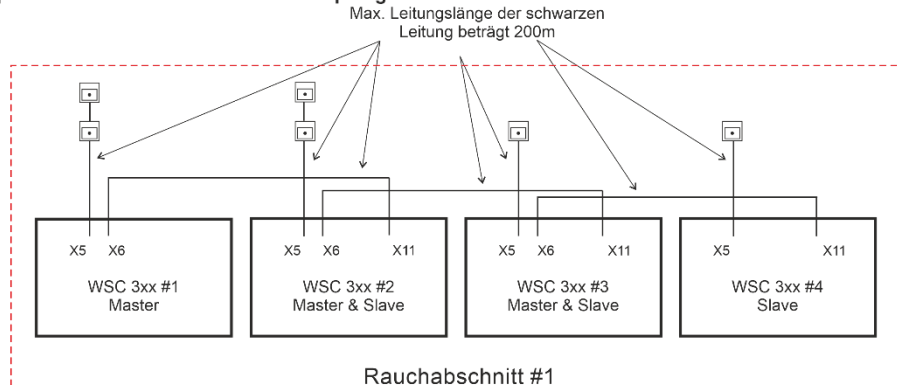 Max. Leitungslänge der schwarzen
Leitung beträgt 200m
X5 X6
WSC 3xx #1
Master
X5 X6 X11
WSC 3xx #2
Master & Slave
X5 X6 X11
WSC 3xx #3
Master & Slave
X5 X11
WSC 3xx #4
Slave
Rauchabschnitt #1